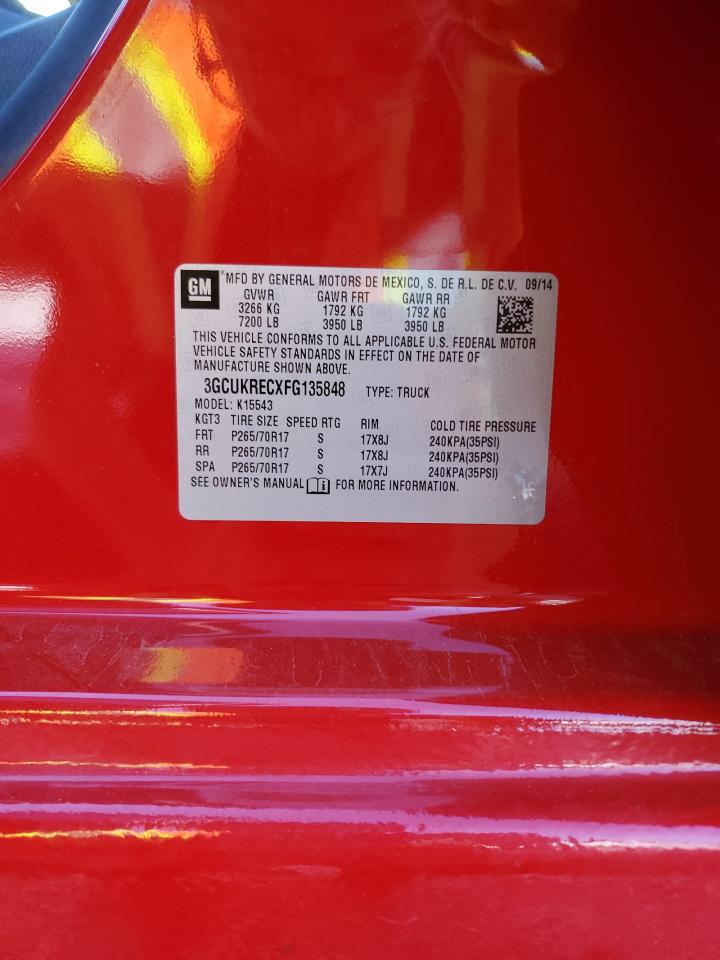 GM
MFD BY GENERAL MOTORS DE MEXICO, S. DE R.L. DE C.V. 09/14
GVWR GAWR FRT GAWR RR
3266 KG 1792 KG 1792 KG
7200 LB 3950 LB 3950 LB
THIS VEHICLE CONFORMS TO ALL APPLICABLE U.S. FEDERAL MOTOR
VEHICLE SAFETY STANDARDS IN EFFECT ON THE DATE OF
MANUFACTURE SHOWN ABOVE.
3GCUKRECXFG135848 TYPE: TRUCK
MODEL: K15543
KGT3 TIRE SIZE SPEED RTG RIM COLD TIRE PRESSURE
FRT P265/70R17 S 17X8J 240KPA(35PSI)
RR P265/70R17 S 17X8J 240KPA(35PSI)
SPA P265/70R17 S 17X7J 240KPA(35PSI)
SEE OWNER'S MANUAL FOR MORE INFORMATION.